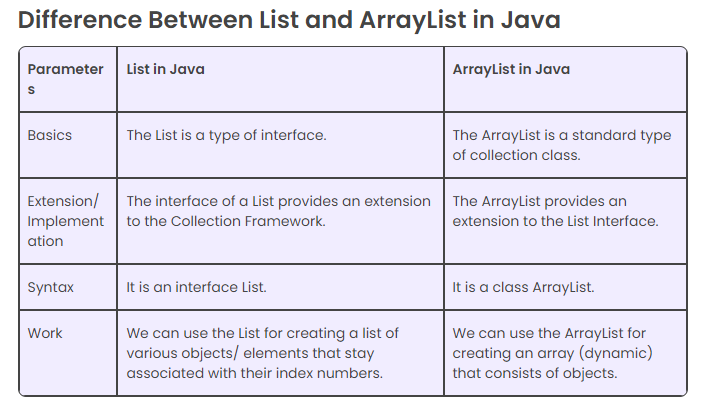 Difference Between List and ArrayList in Java
Parameter
s
List in Java
ArrayList in Java
Basics
The List is a type of interface.
The ArrayList is a standard type
of collection class.
Extension/
Implement
ation
The interface of a List provides an extension
to the Collection Framework.
The ArrayList provides an
extension to the List Interface.
Syntax
It is an interface List.
It is a class ArrayList.
Work
We can use the List for creating a list of
various objects/ elements that stay
associated with their index numbers.
We can use the ArrayList for
creating an array (dynamic)
that consists of objects.